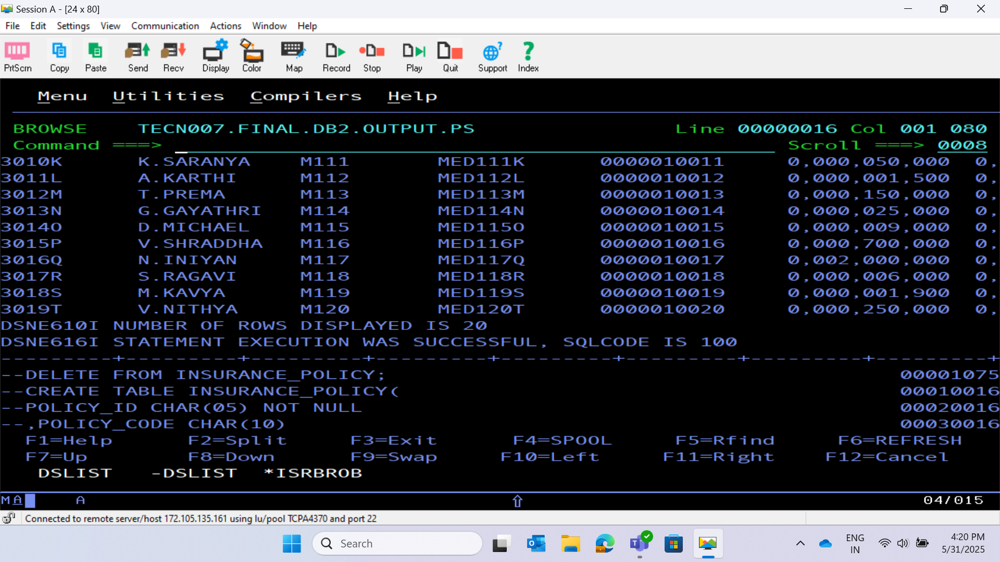 Session A - [24 x 80]
File Edit Settings View Communication Actions Window Help
PrtScrn Copy Paste Send Recv Display Color Map Record Stop Play Quit Support Index
Menu Utilities Compilers Help
BROWSE TECN007.FINAL.DB2.OUTPUT.PS Line 00000016 Col 001 080
Command ===> Scroll ===> 0008
3010K K.SARANYA M111 MED111K 0000010011 0,000,050,000 0,
3011L A.KARTHI M112 MED112L 0000010012 0,000,001,500 0,
3012M T.PREMA M113 MED113M 0000010013 0,000,150,000 0,
3013N G.GAYATHRI M114 MED114N 0000010014 0,000,025,000 0,
3014O D.MICHAEL M115 MED115O 0000010015 0,000,009,000 0,
3015P V.SHRADDHA M116 MED116P 0000010016 0,000,700,000 0,
3016Q N.INIYAN M117 MED117Q 0000010017 0,002,000,000 0,
3017R S.RAGAVI M118 MED118R 0000010018 0,000,006,000 0,
3018S M.KAVYA M119 MED119S 0000010019 0,000,001,900 0,
3019T V.NITHYA M120 MED120T 0000010020 0,000,250,000 0,
DSNE610I NUMBER OF ROWS DISPLAYED IS 20
DSNE616I STATEMENT EXECUTION WAS SUCCESSFUL, SQLCODE IS 100
---------+---------+---------+---------+---------+---------+---------+---------+
--DELETE FROM INSURANCE_POLICY; 00001075
--CREATE TABLE INSURANCE_POLICY( 00010016
--POLICY_ID CHAR(05) NOT NULL 00020016
--,POLICY_CODE CHAR(10) 00030016
F1=Help F2=Split F3=Exit F4=SPOOL F5=Rfind F6=REFRESH
F7=Up F8=Down F9=Swap F10=Left F11=Right F12=Cancel
DSLIST -DSLIST *ISRBROB
MA A 04/015
Connected to remote server/host 172.105.135.161 using lu/pool TCPA4370 and port 22
Search
ENG
IN
4:20 PM
5/31/2025